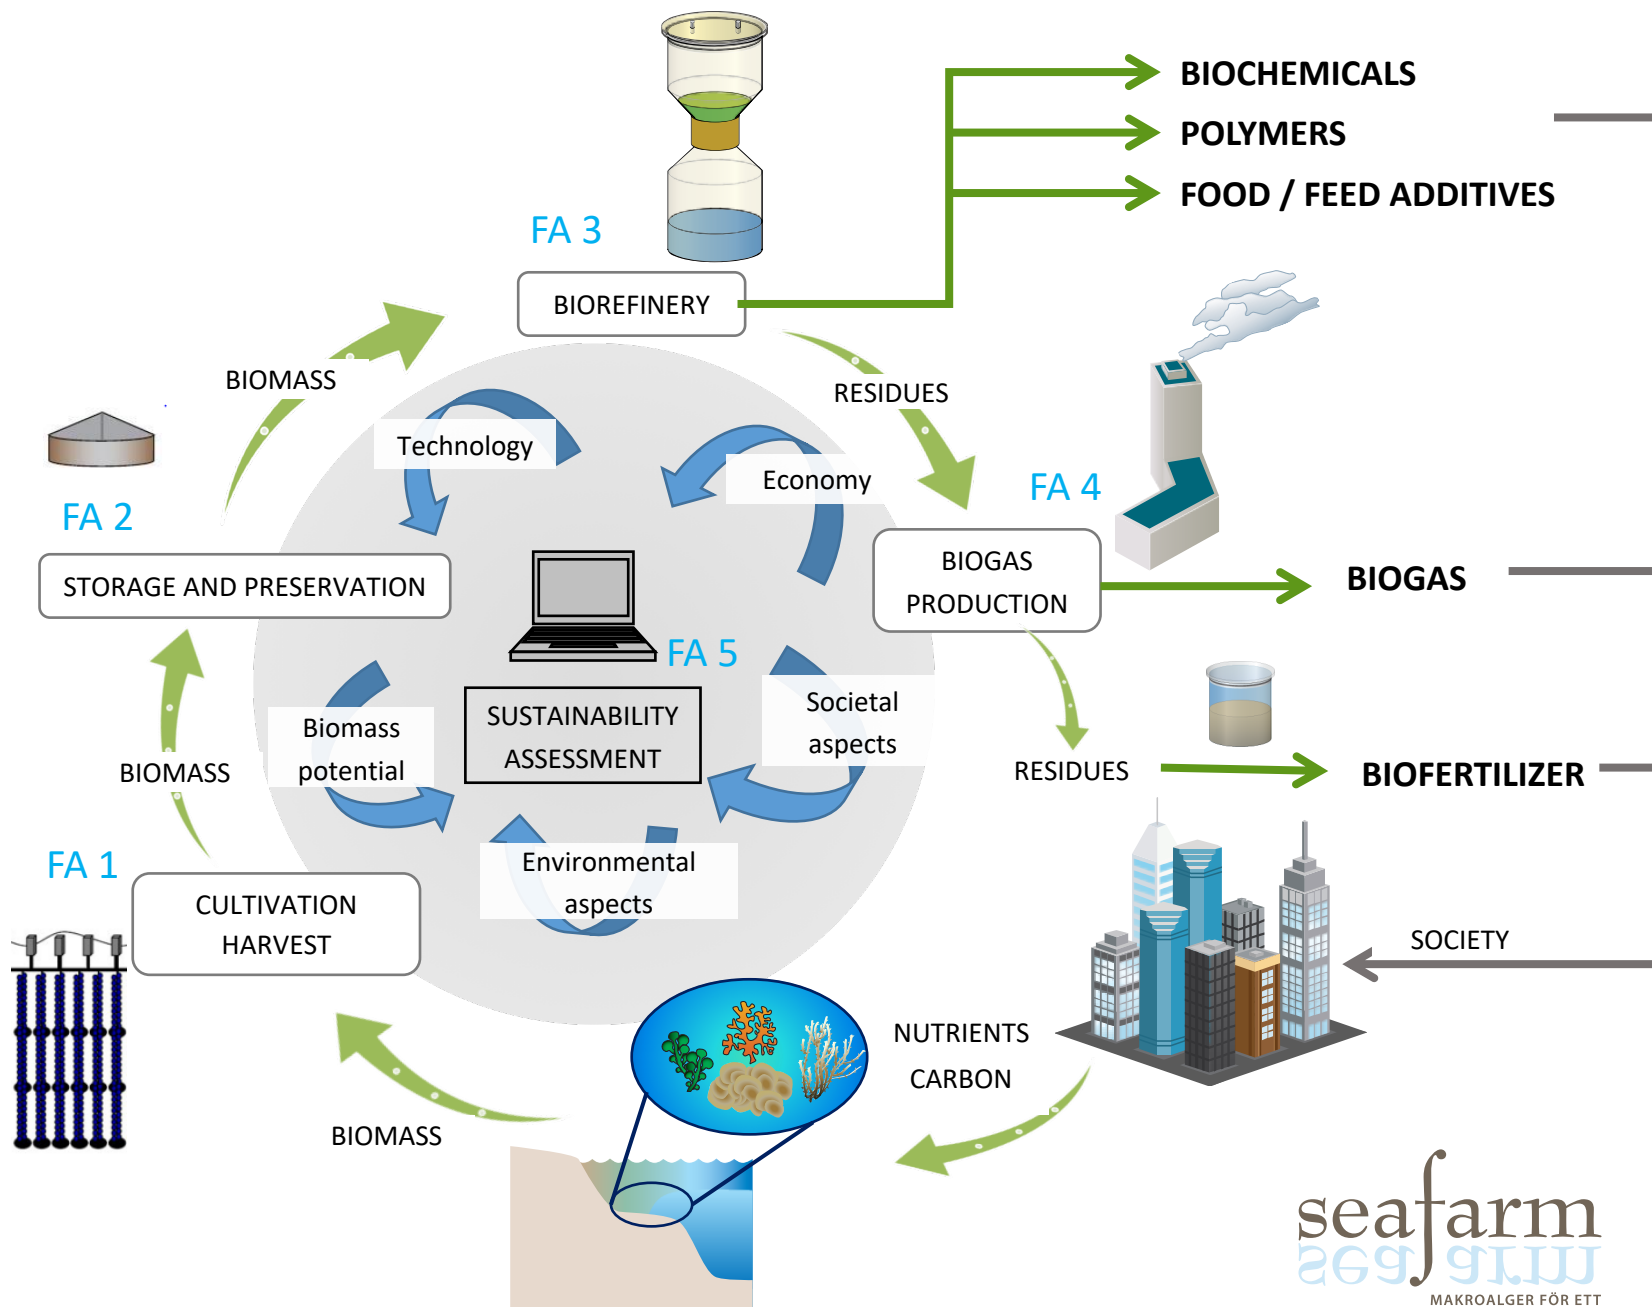 BIOCHEMICALS
POLYMERS
FOOD / FEED ADDITIVES
FA 3
BIOREFINERY
BIOMASS
RESIDUES
Technology
Economy
FA 2
FA 4
STORAGE AND PRESERVATION
BIOGAS
PRODUCTION
BIOGAS
FA 5
SUSTAINABILITY
ASSESSMENT
Societal
aspects
Biomass
potential
BIOMASS
RESIDUES
BIOFERTILIZER
FA 1
Environmental
aspects
CULTIVATION
HARVEST
SOCIETY
NUTRIENTS
CARBON
BIOMASS
seafarm
MAKROALGER FÖR ETT